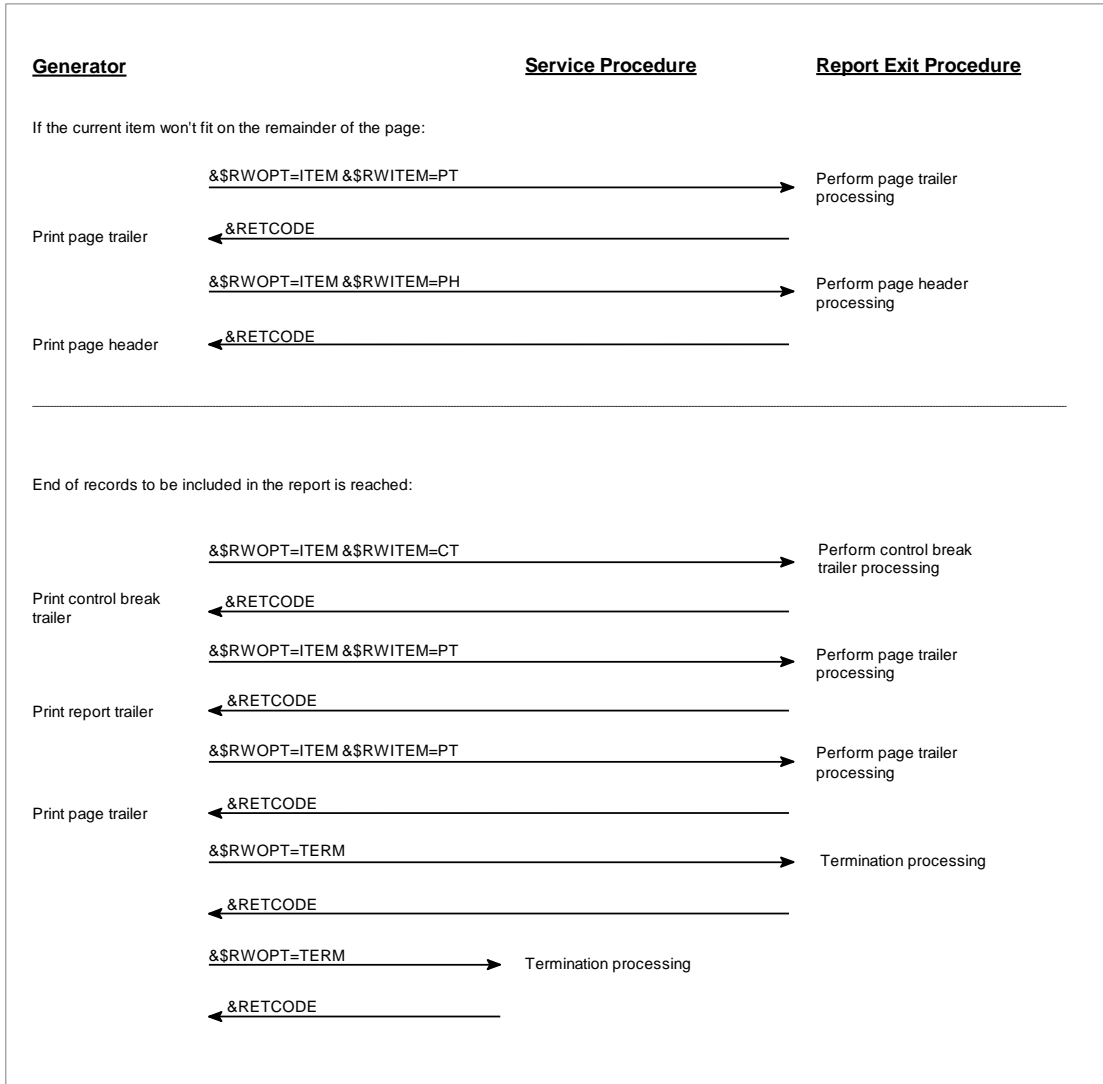 Generator Service Procedure Report Exit Procedure
If the current item won't fit on the remainder of the page:
&$RWOPT=ITEM &$RWITEM=PT
Perform page trailer
processing
&RETCODE
Print page trailer
&$RWOPT=ITEM &$RWITEM=PH
Perform page header
processing
&RETCODE
Print page header
End of records to be included in the report is reached:
&$RWOPT=ITEM &$RWITEM=CT
Perform control break
trailer processing
Print control break
trailer
&RETCODE
&$RWOPT=ITEM &$RWITEM=PT
Perform page trailer
processing
&RETCODE
Print report trailer
&$RWOPT=ITEM &$RWITEM=PT
Perform page trailer
processing
&RETCODE
Print page trailer
&$RWOPT=TERM
Termination processing
&RETCODE
&$RWOPT=TERM
Termination processing
&RETCODE